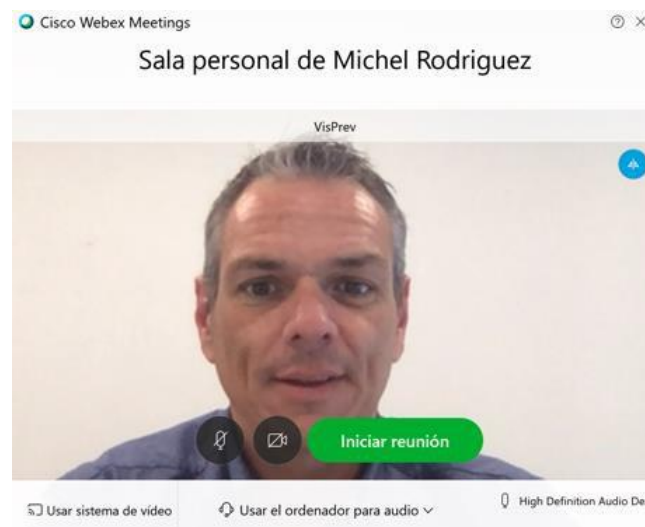 Cisco Webex Meetings
Sala personal de Michel Rodriguez
VisPrev
Iniciar reunión
Usar sistema de vídeo
Usar el ordenador para audio
High Definition Audio De